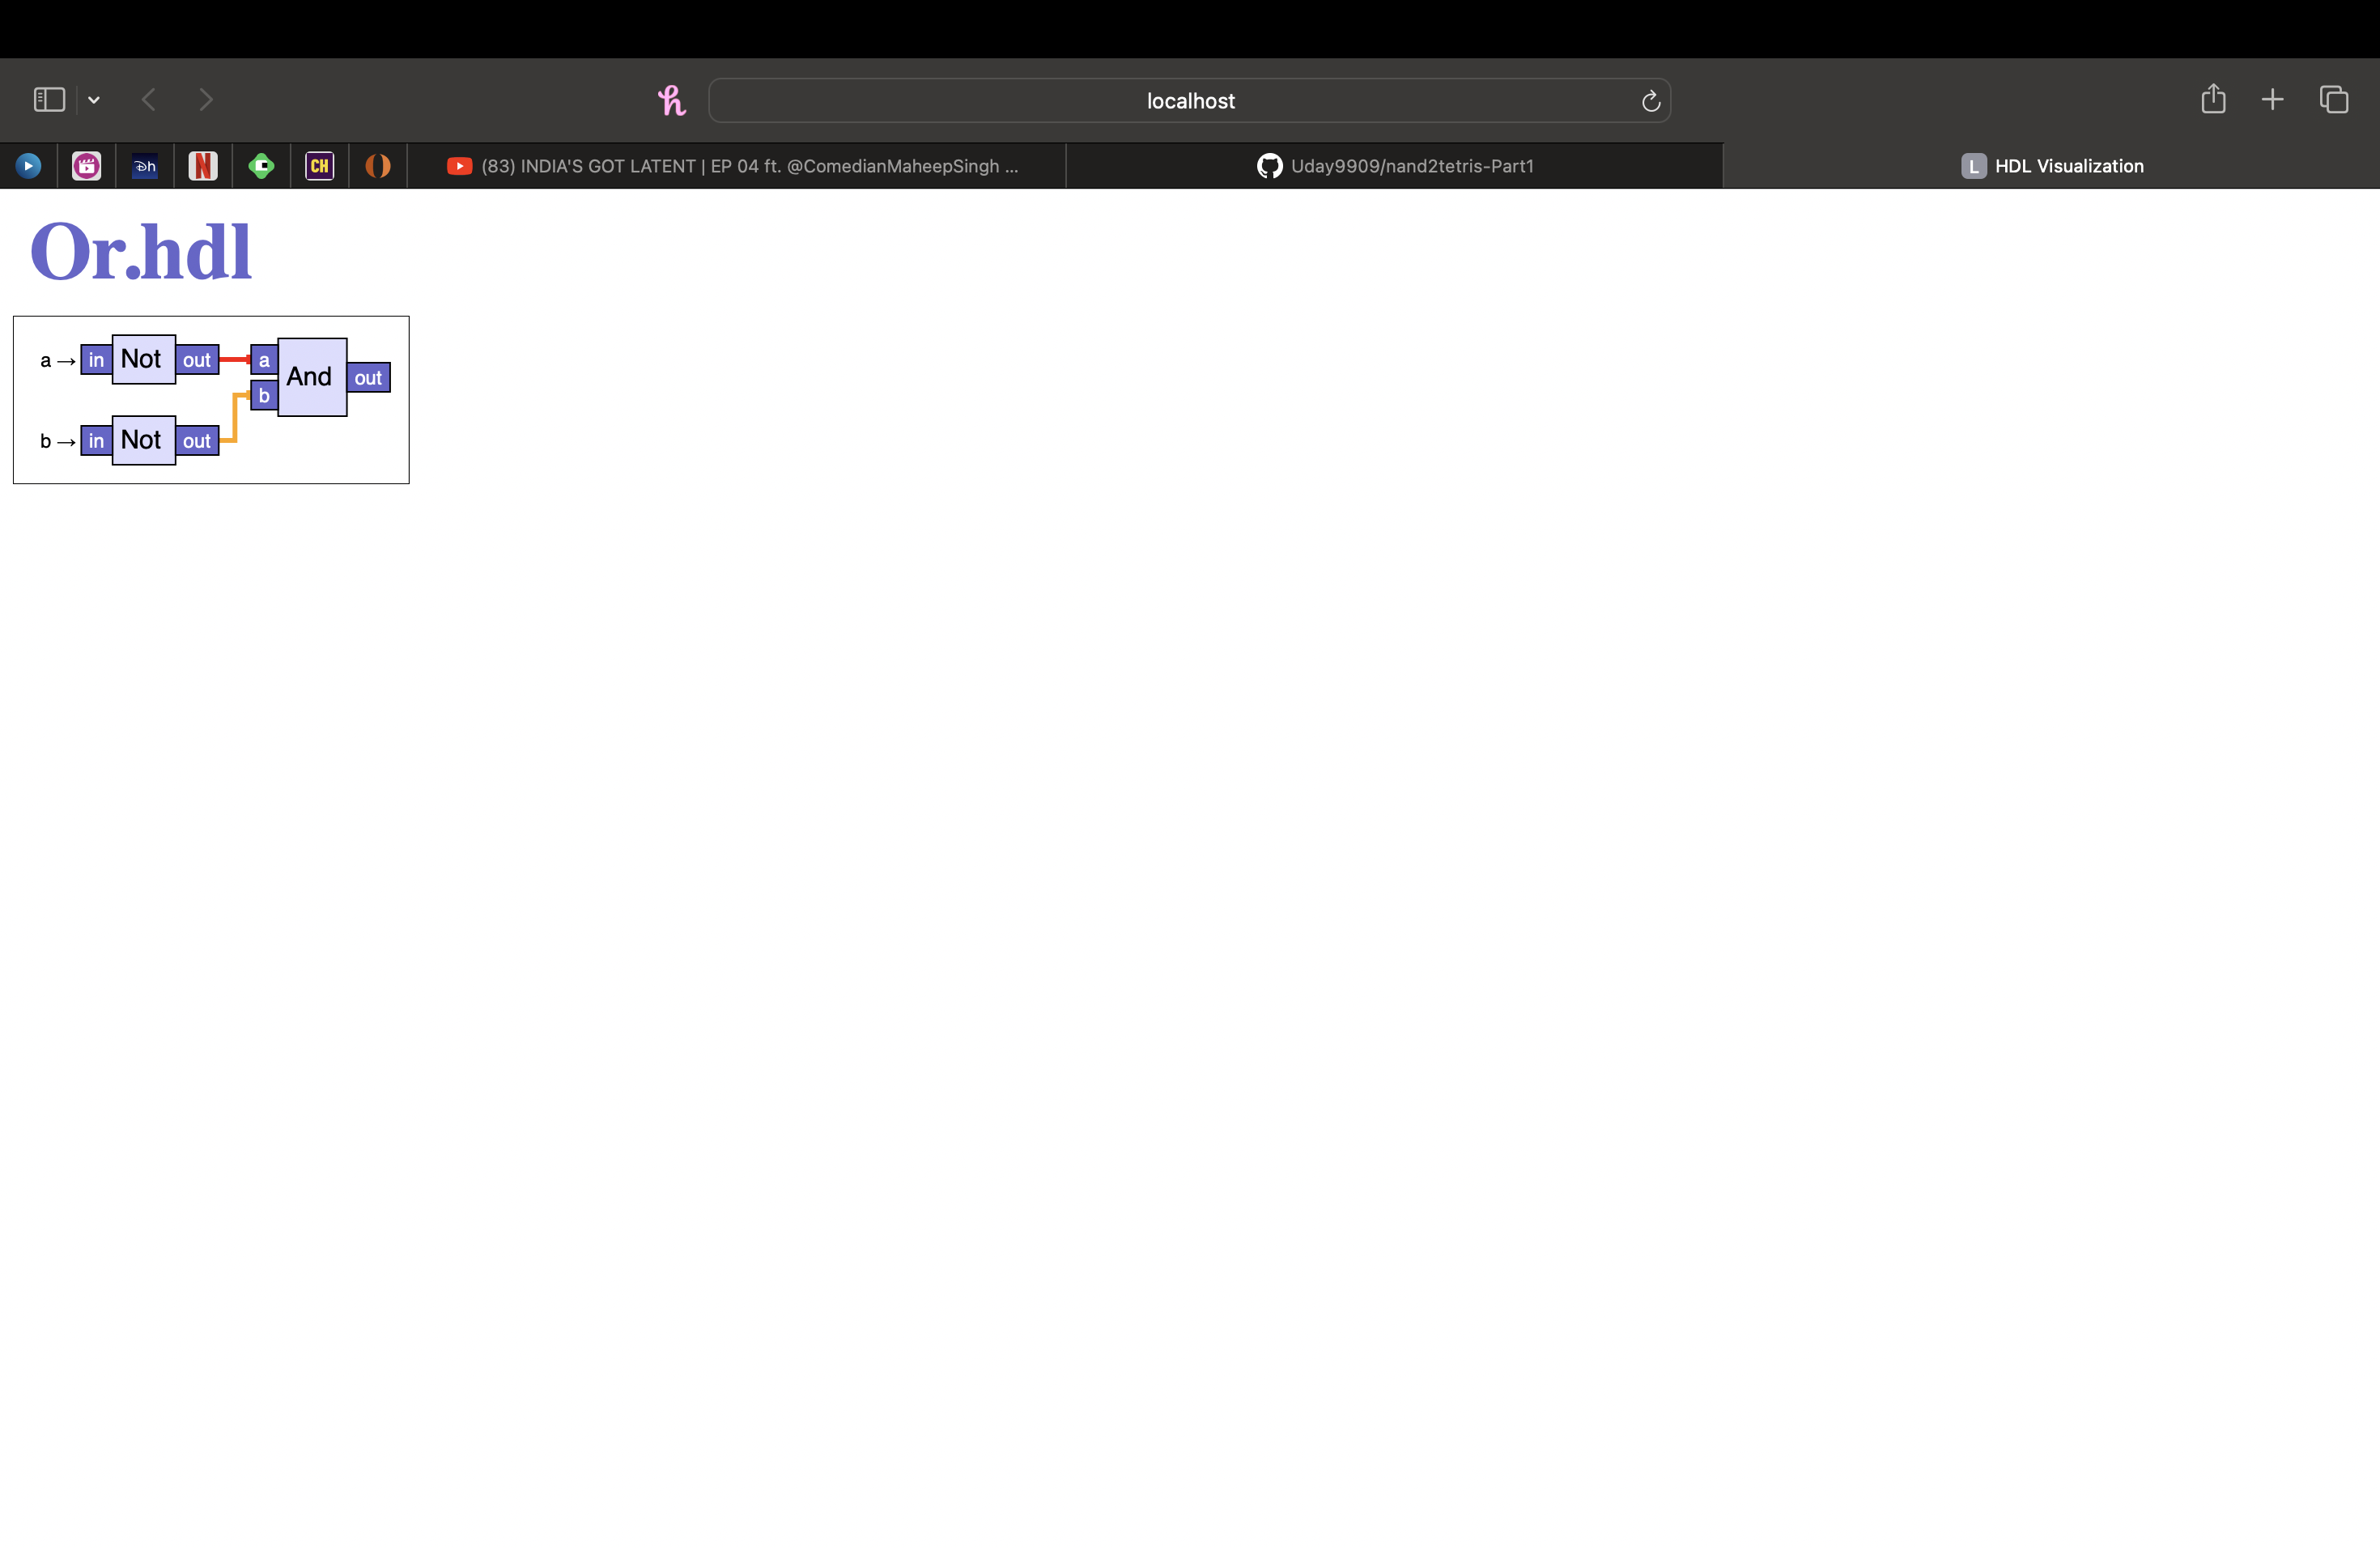 localhost
Dh
N
CH
(83) INDIA'S GOT LATENT | EP 04 ft. @ComedianMaheepSingh ...
Uday9909/nand2tetris-Part1
L HDL Visualization
Or.hdl
a → in Not out a And out
b
b → in Not out